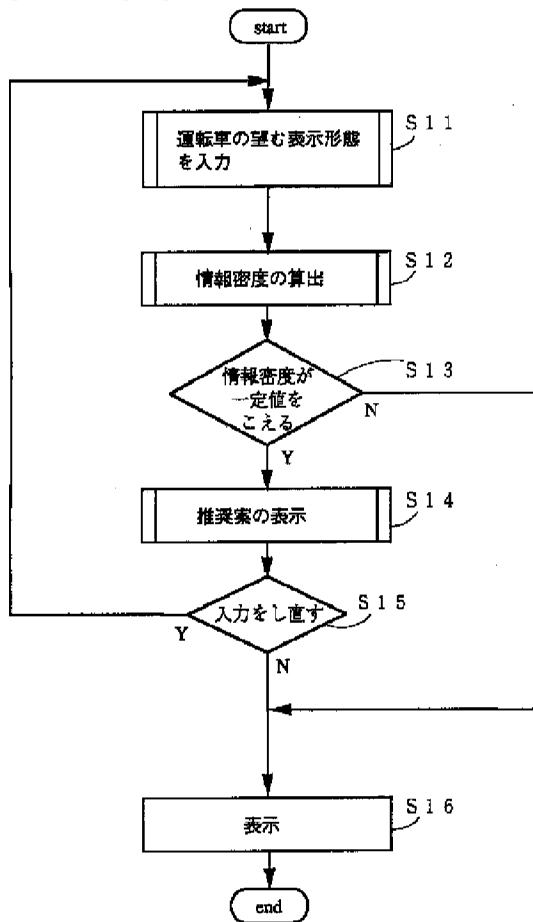 start
運転車の望む表示形態
を入力
S11
情報密度の算出
S12
情報密度が
一定値を
こえる
S13
N
Y
推奨案の表示
S14
入力をし直す
S15
Y
N
表示
S16
end